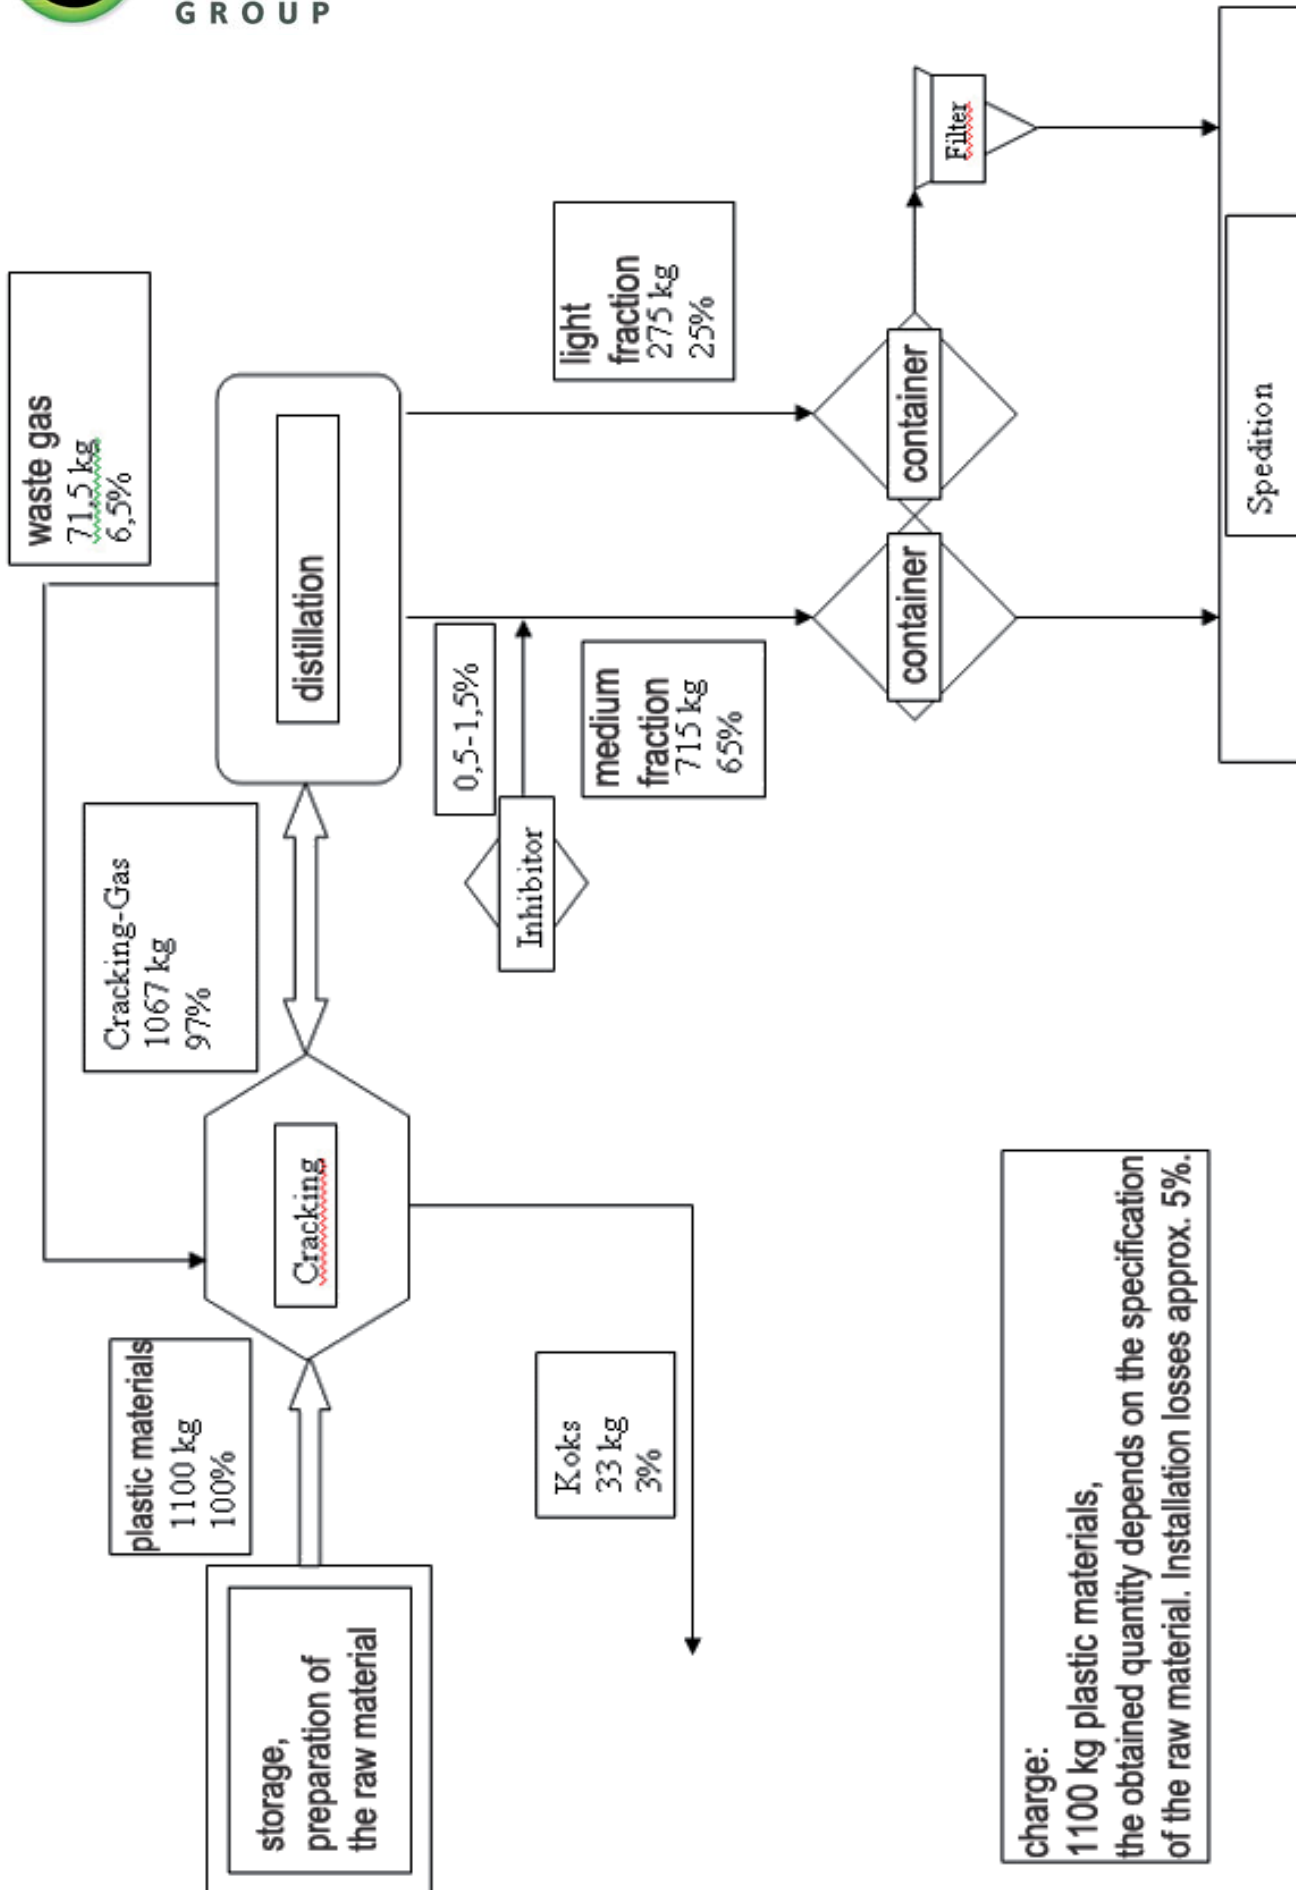 GROUP
storage,
preparation of
the raw material
plastic materials
1100 kg
100%
Cracking
Cracking-Gas
1067 kg
97%
waste gas
71,5 kg
6,5%
distillation
Koks
33 kg
3%
Inhibitor
0,5-1,5%
medium
fraction
715 kg
65%
light
fraction
275 kg
25%
container
container
Filter
Spedition
charge:
1100 kg plastic materials,
the obtained quantity depends on the specification
of the raw material. Installation losses approx. 5%.